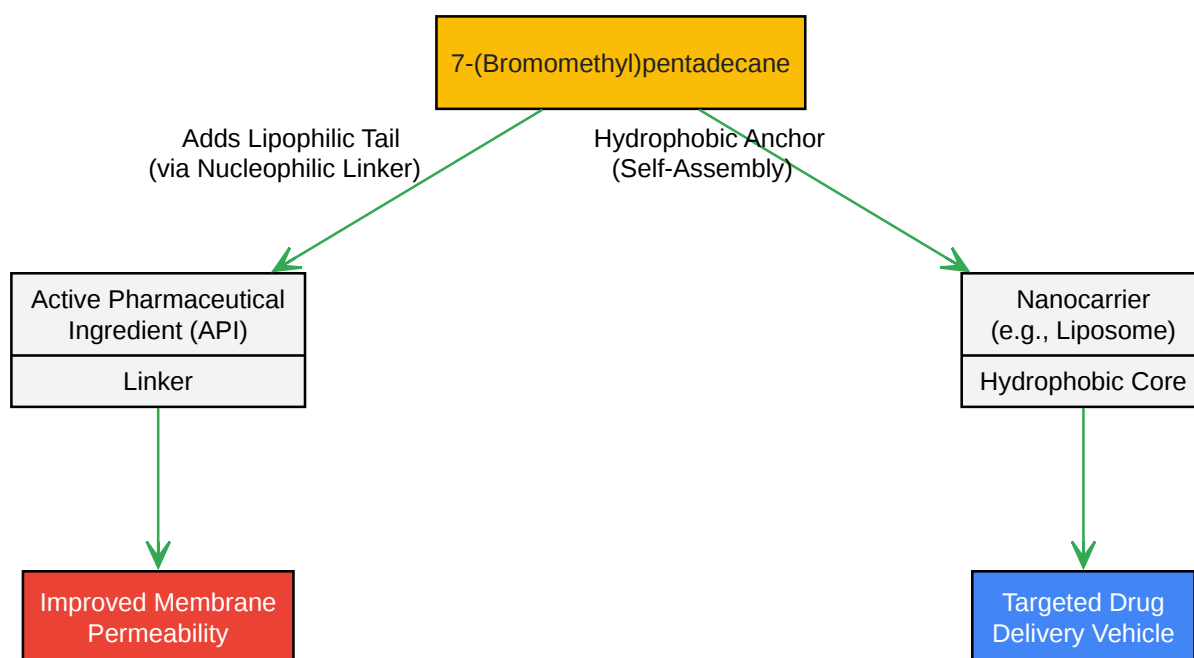 7-(Bromomethyl)pentadecane
Adds Lipophilic Tail
(via Nucleophilic Linker)
Hydrophobic Anchor
(Self-Assembly)
Active Pharmaceutical
Ingredient (API)
Linker
Nanocarrier
(e.g., Liposome)
Hydrophobic Core
Improved Membrane
Permeability
Targeted Drug
Delivery Vehicle